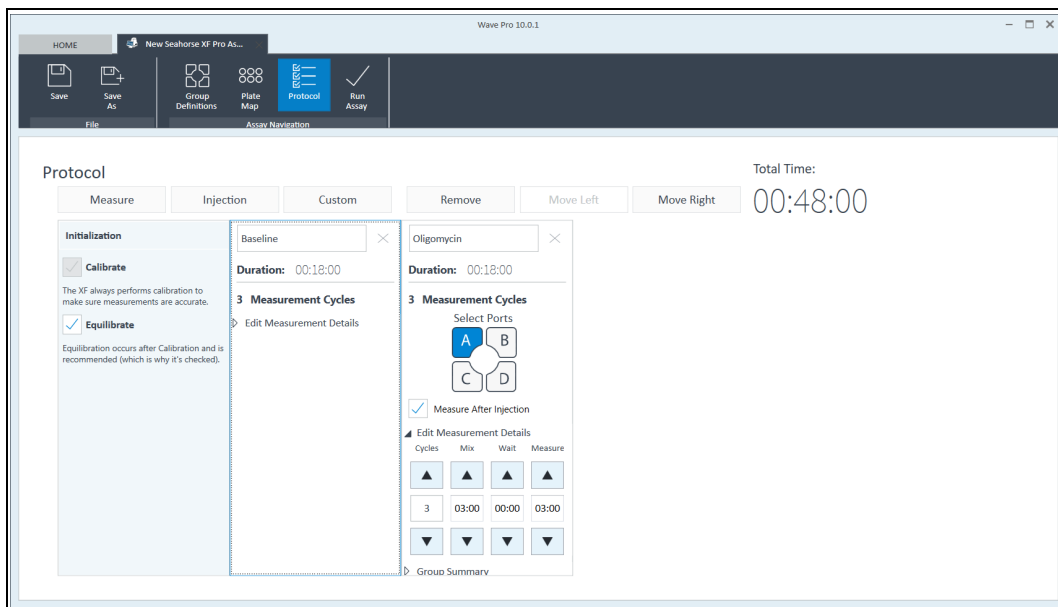 Wave Pro 10.0.1
HOME
New Seahorse XF Pro As...
Save
Save As
Group Definitions
Plate Map
Protocol
Run Assay
File
Assay Navigation
Protocol
Total Time:
Measure
Injection
Custom
Remove
Move Left
Move Right
00:48:00
Initialization
Calibrate
The XF always performs calibration to
make sure measurements are accurate.
Equilibrate
Equilibration occurs after Calibration and is
recommended (which is why it's checked).
Baseline
Duration: 00:18:00
3 Measurement Cycles
Edit Measurement Details
Oligomycin
Duration: 00:18:00
3 Measurement Cycles
Select Ports
A B
C D
Measure After Injection
Edit Measurement Details
Cycles Mix Wait Measure
3 03:00 00:00 03:00
Group Summary